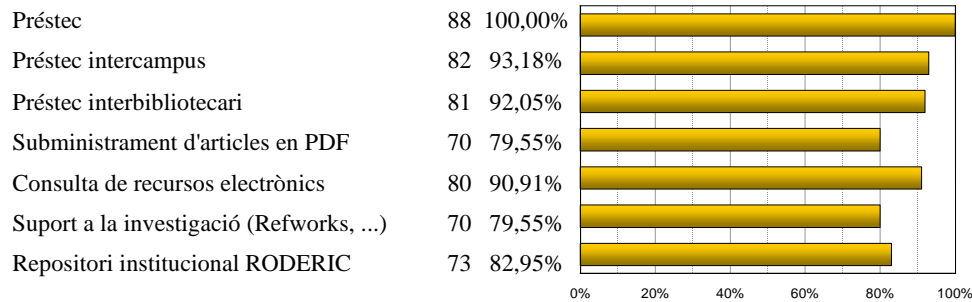 Préstec 88 100,00%
Préstec intercampus 82 93,18%
Préstec interbibliotecari 81 92,05%
Subministrament d'articles en PDF 70 79,55%
Consulta de recursos electrònics 80 90,91%
Suport a la investigació (Refworks, ...) 70 79,55%
Repositori institucional RODERIC 73 82,95%
0% 20% 40% 60% 80% 100%